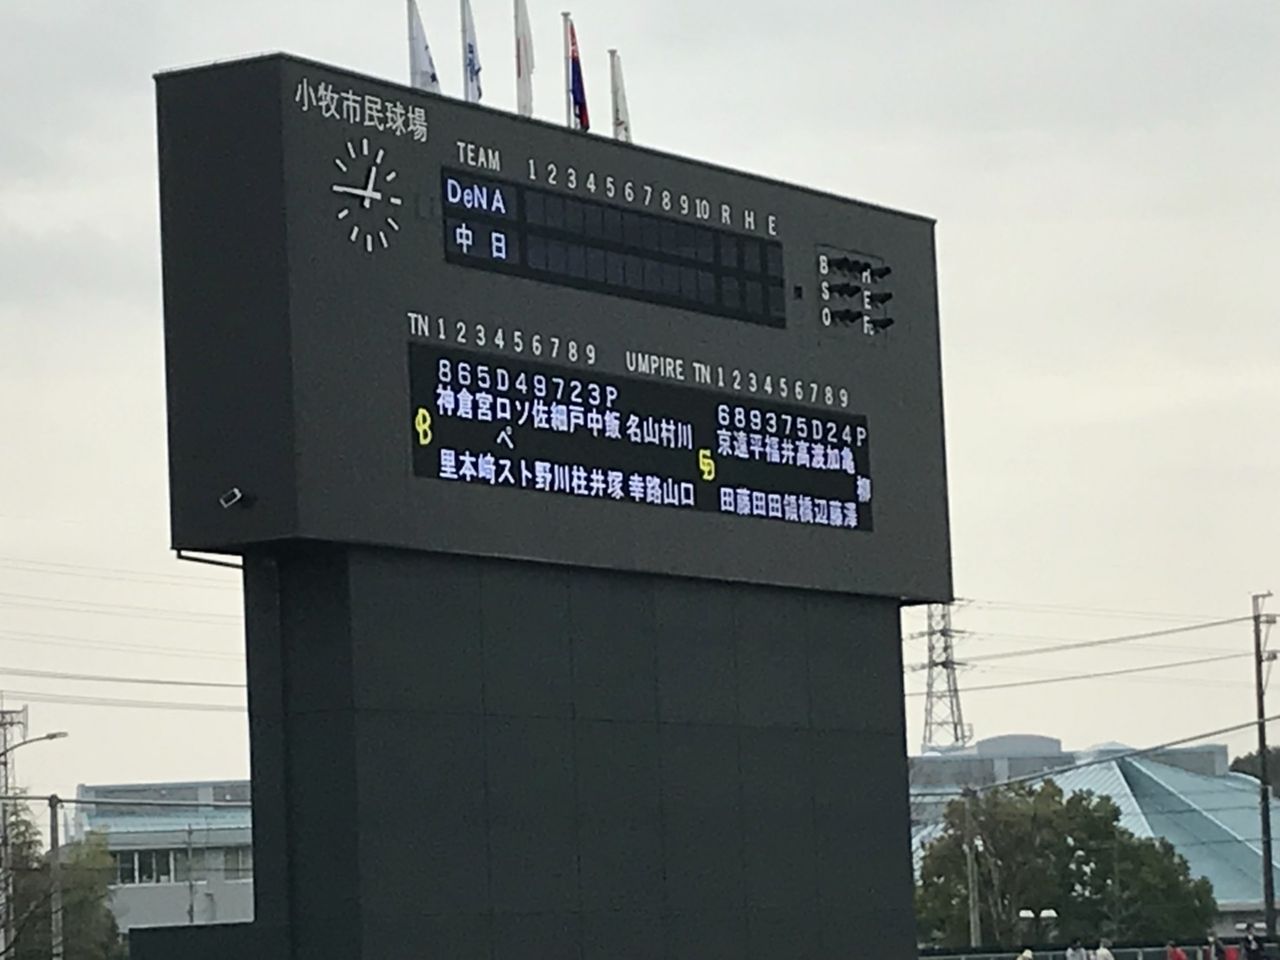 小牧市民球場
TEAM 1 2 3 4 5 6 7 8 9 10 R H E
DeNA
中日
B
S
O
H
E
Fc
TN 1 2 3 4 5 6 7 8 9 UMPIRE TN 1 2 3 4 5 6 7 8 9
8 6 5 D 4 9 7 2 3 P
神倉宮ロソ佐細戸中飯 名山村川
ペ
里本崎スト野川柱井塚 幸路山口
B
6 8 9 3 7 5 D 2 4 P
京遠平福井高渡加亀
柳
田藤田田領橋辺藤澤
CD